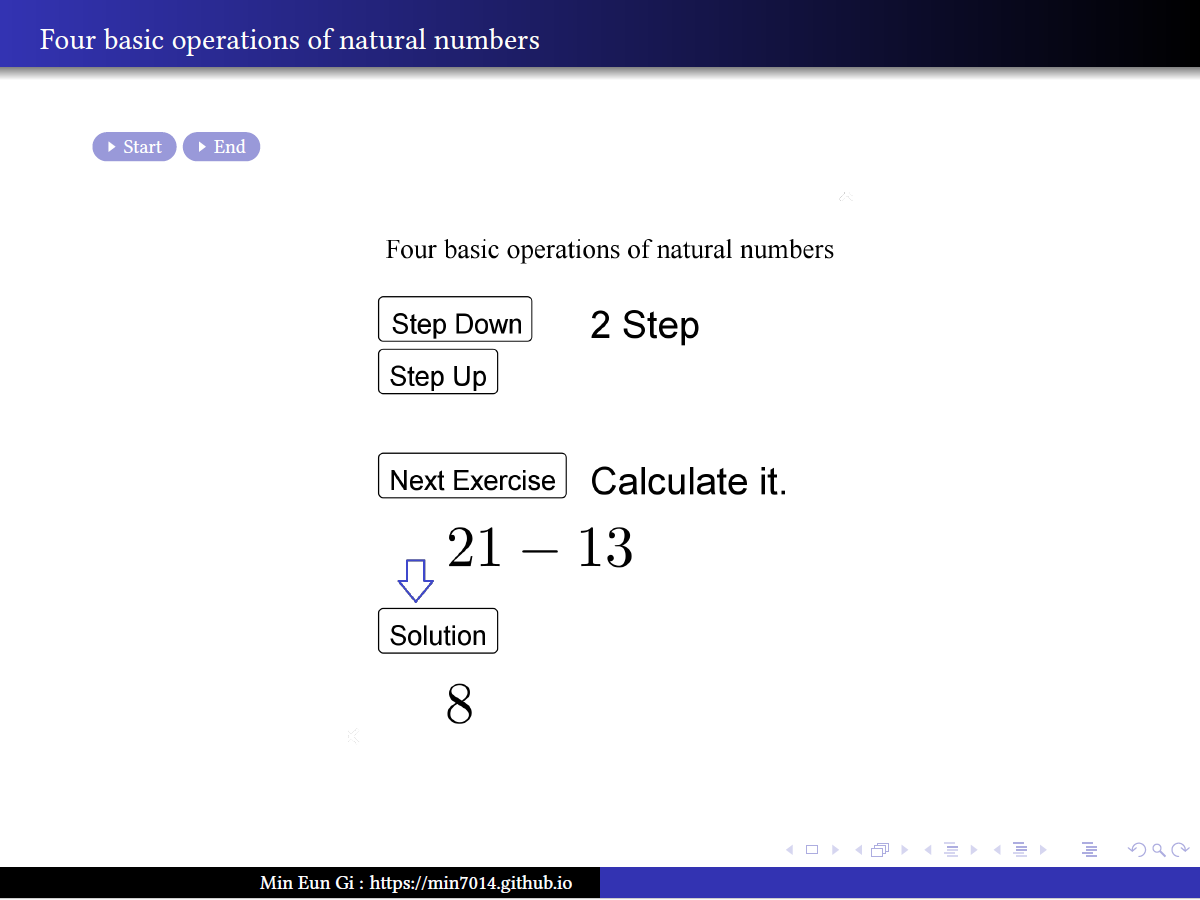 Four basic operations of natural numbers
Start End
Four basic operations of natural numbers
Step Down 2 Step
Step Up
Next Exercise Calculate it.
21 − 13
Solution
8
Min Eun Gi : https://min7014.github.io